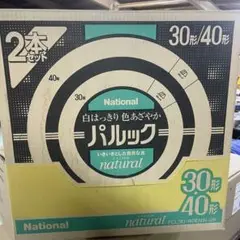 2本
セット
30形/40形
40形
30形
色
色
National
白はっきり 色あざやか
パルック
natural
30形
40形
National
natural